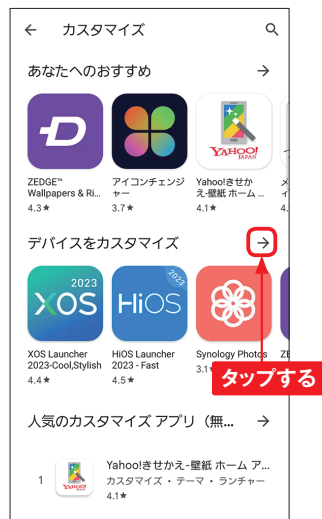 ← カスタマイズ
あなたへのおすすめ →
YAHOO!
JAPAN
ZEDGE™
Wallpapers & Ri...
4.3★
アイコンチェンジ
ャー
3.7★
Yahoo!きせか
え-壁紙 ホーム ...
4.1★
デバイスをカスタマイズ →
2023
XOS
2023
HiOS
XOS Launcher
2023-Cool,Stylish
4.4★
HiOS Launcher
2023 - Fast
4.5★
Synology Photos
3.1
タップする
人気のカスタマイズ アプリ（無... →
1
YAHOO!
Yahoo!きせかえ-壁紙 ホーム ア...
カスタマイズ・テーマ・ランチャー
4.1★